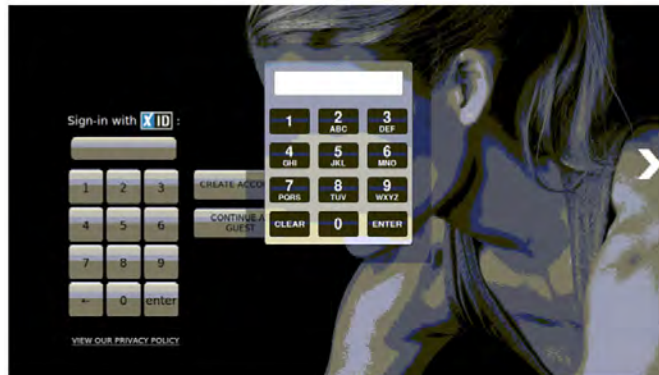 Sign-in with X ID :
1 2 3
4 5 6
7 8 9
← 0 enter
VIEW OUR PRIVACY POLICY
CREATE ACCO
CONTINUE A
GUEST
1 2 3
ABC DEF
4 5 6
GHI JKL MNO
7 8 9
PQRS TUV WXYZ
CLEAR 0 ENTER